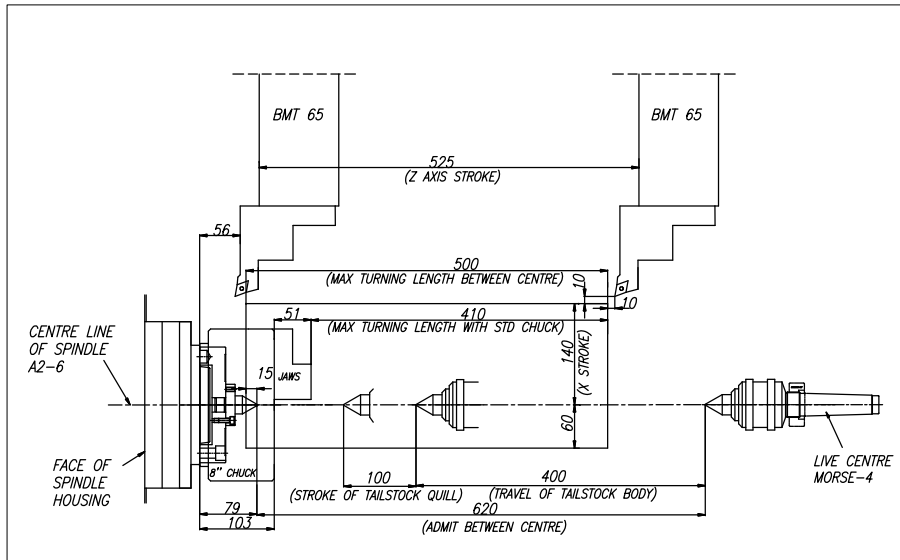 BMT 65
BMT 65
525
(Z AXIS STROKE)
56
500
(MAX TURNING LENGTH BETWEEN CENTRE)
10
10
51
410
(MAX TURNING LENGTH WITH STD CHUCK)
CENTRE LINE
OF SPINDLE
A2-6
140
(X STROKE)
15
JAWS
60
FACE OF
SPINDLE
HOUSING
8" CHUCK
LIVE CENTRE
MORSE-4
100
(STROKE OF TAILSTOCK QUILL)
400
(TRAVEL OF TAILSTOCK BODY)
79
620
(ADMIT BETWEEN CENTRE)
103